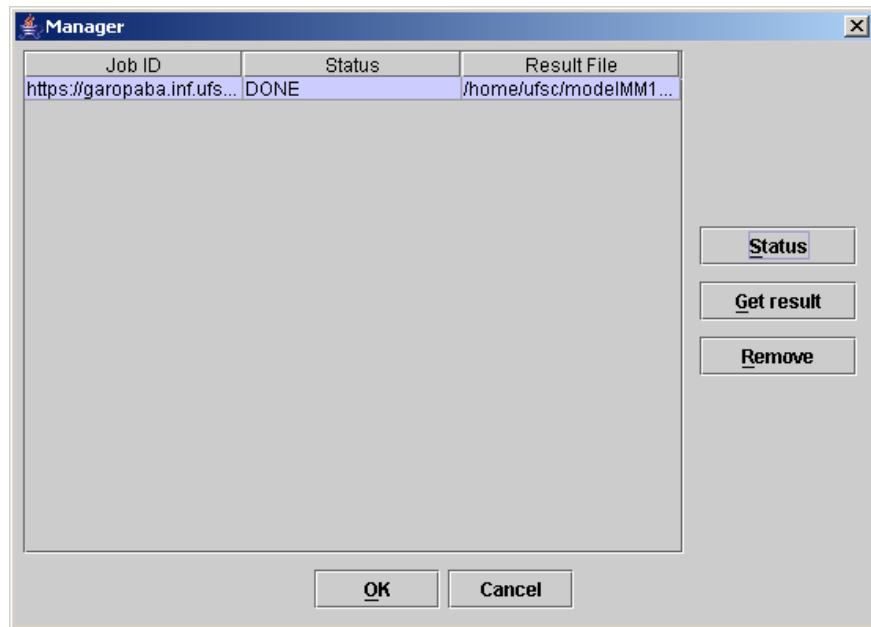 Manager
Job ID Status Result File
https://garopaba.inf.ufs... DONE /home/ufsc/modelMM1...
Status
Get result
Remove
OK Cancel